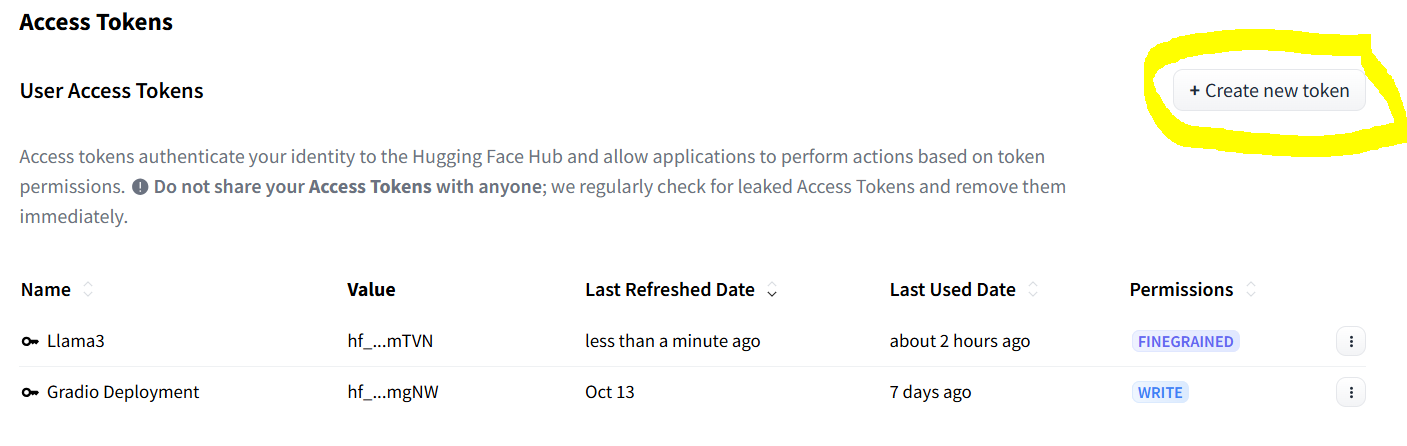 Access Tokens
User Access Tokens
+ Create new token
Access tokens authenticate your identity to the Hugging Face Hub and allow applications to perform actions based on token
permissions. ! Do not share your Access Tokens with anyone; we regularly check for leaked Access Tokens and remove them
immediately.
Name Value Last Refreshed Date Last Used Date Permissions
Llama3 hf_...mTVN less than a minute ago about 2 hours ago FINEGRAINED
Gradio Deployment hf_...mgNW Oct 13 7 days ago WRITE